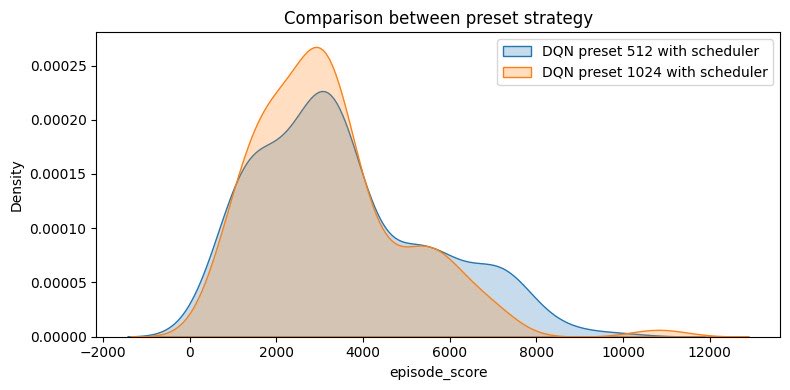 Comparison between preset strategy
DQN preset 512 with scheduler
DQN preset 1024 with scheduler
Density
0.00025
0.00020
0.00015
0.00010
0.00005
0.00000
−2000 0 2000 4000 6000 8000 10000 12000
episode_score